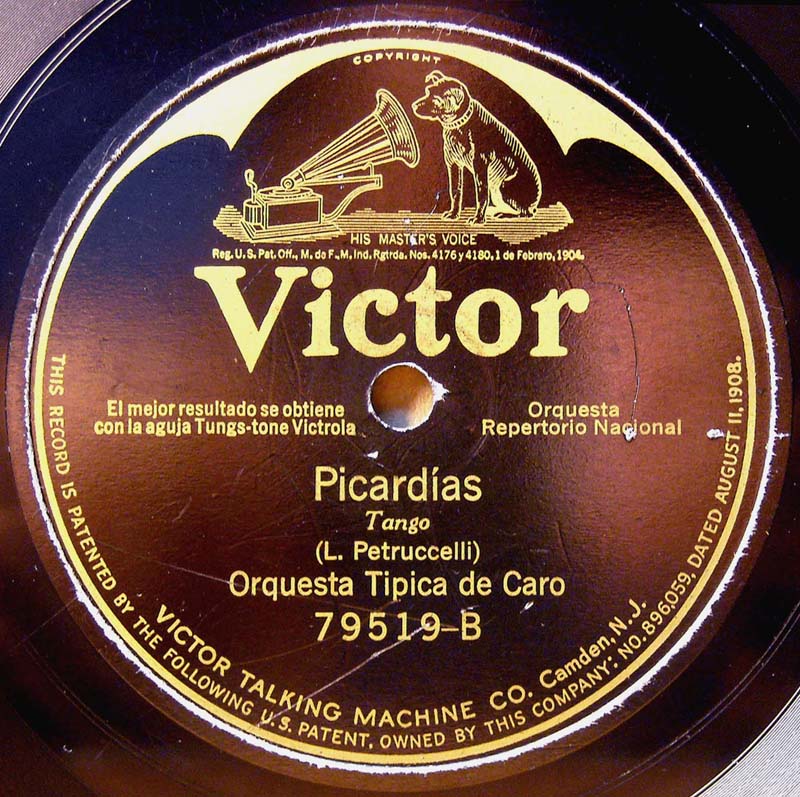 COPYRIGHT
HIS MASTER'S VOICE
Reg. U.S. Pat. Off., M. de F., M. Ind. Rgtrda. Nos. 4176 y 4180, 1 de Febrero, 1904.
Victor
El mejor resultado se obtiene
con la aguja Tungs-tone Victrola
Orquesta
Repertorio Nacional
Picardías
Tango
(L. Petruccelli)
Orquesta Tipica de Caro
79519-B
VICTOR TALKING MACHINE CO. Camden, N.J.
THIS RECORD IS PATENTED BY THE FOLLOWING U.S. PATENT, OWNED BY THIS COMPANY: NO. 896,059, DATED AUGUST 11, 1908.